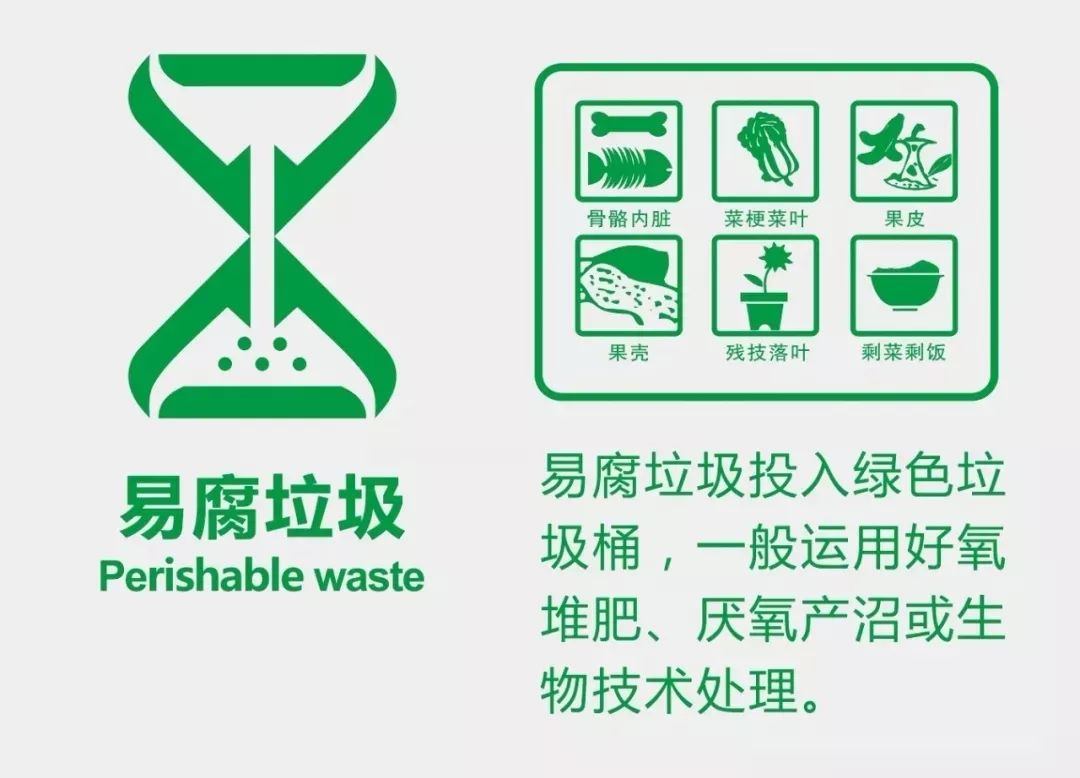 易腐垃圾
Perishable waste
骨骼内脏
菜梗菜叶
果皮
果壳
残技落叶
剩菜剩饭
易腐垃圾投入绿色垃
圾桶，一般运用好氧
堆肥、厌氧产沼或生
物技术处理。